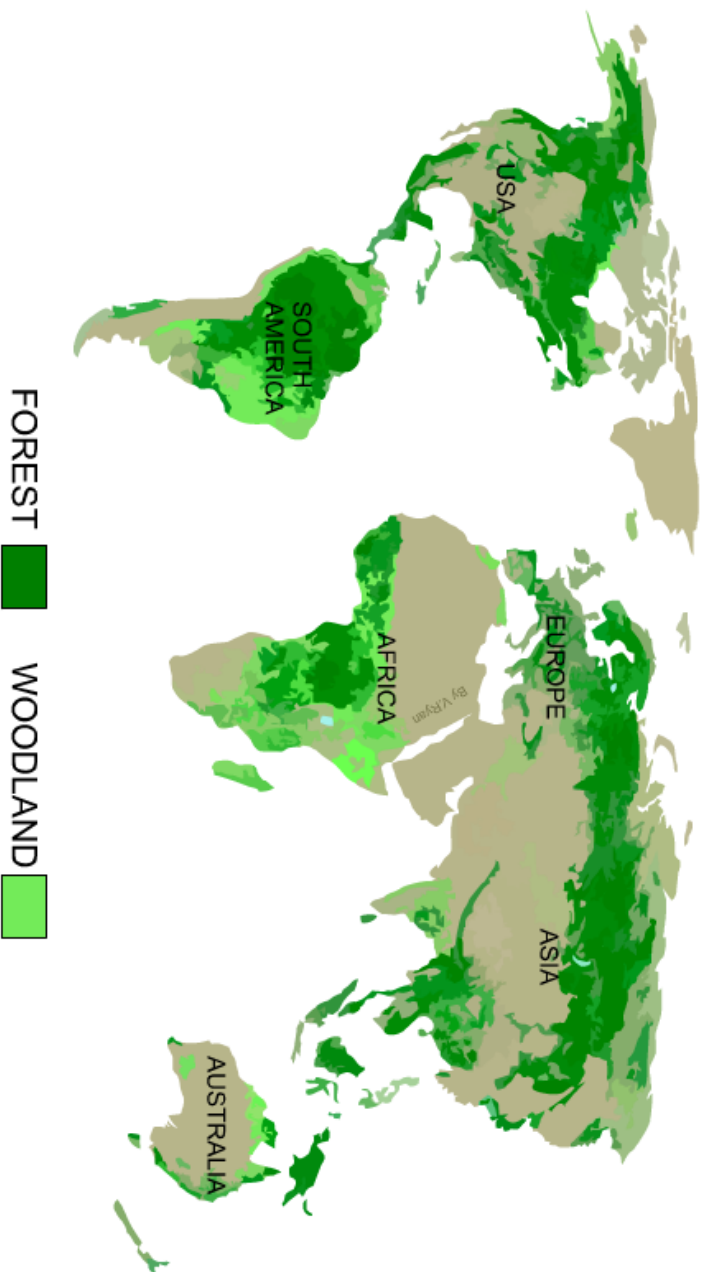 USA
EUROPE
ASIA
AFRICA
By V.Ryan
SOUTH
AMERICA
AUSTRALIA
FOREST
WOODLAND